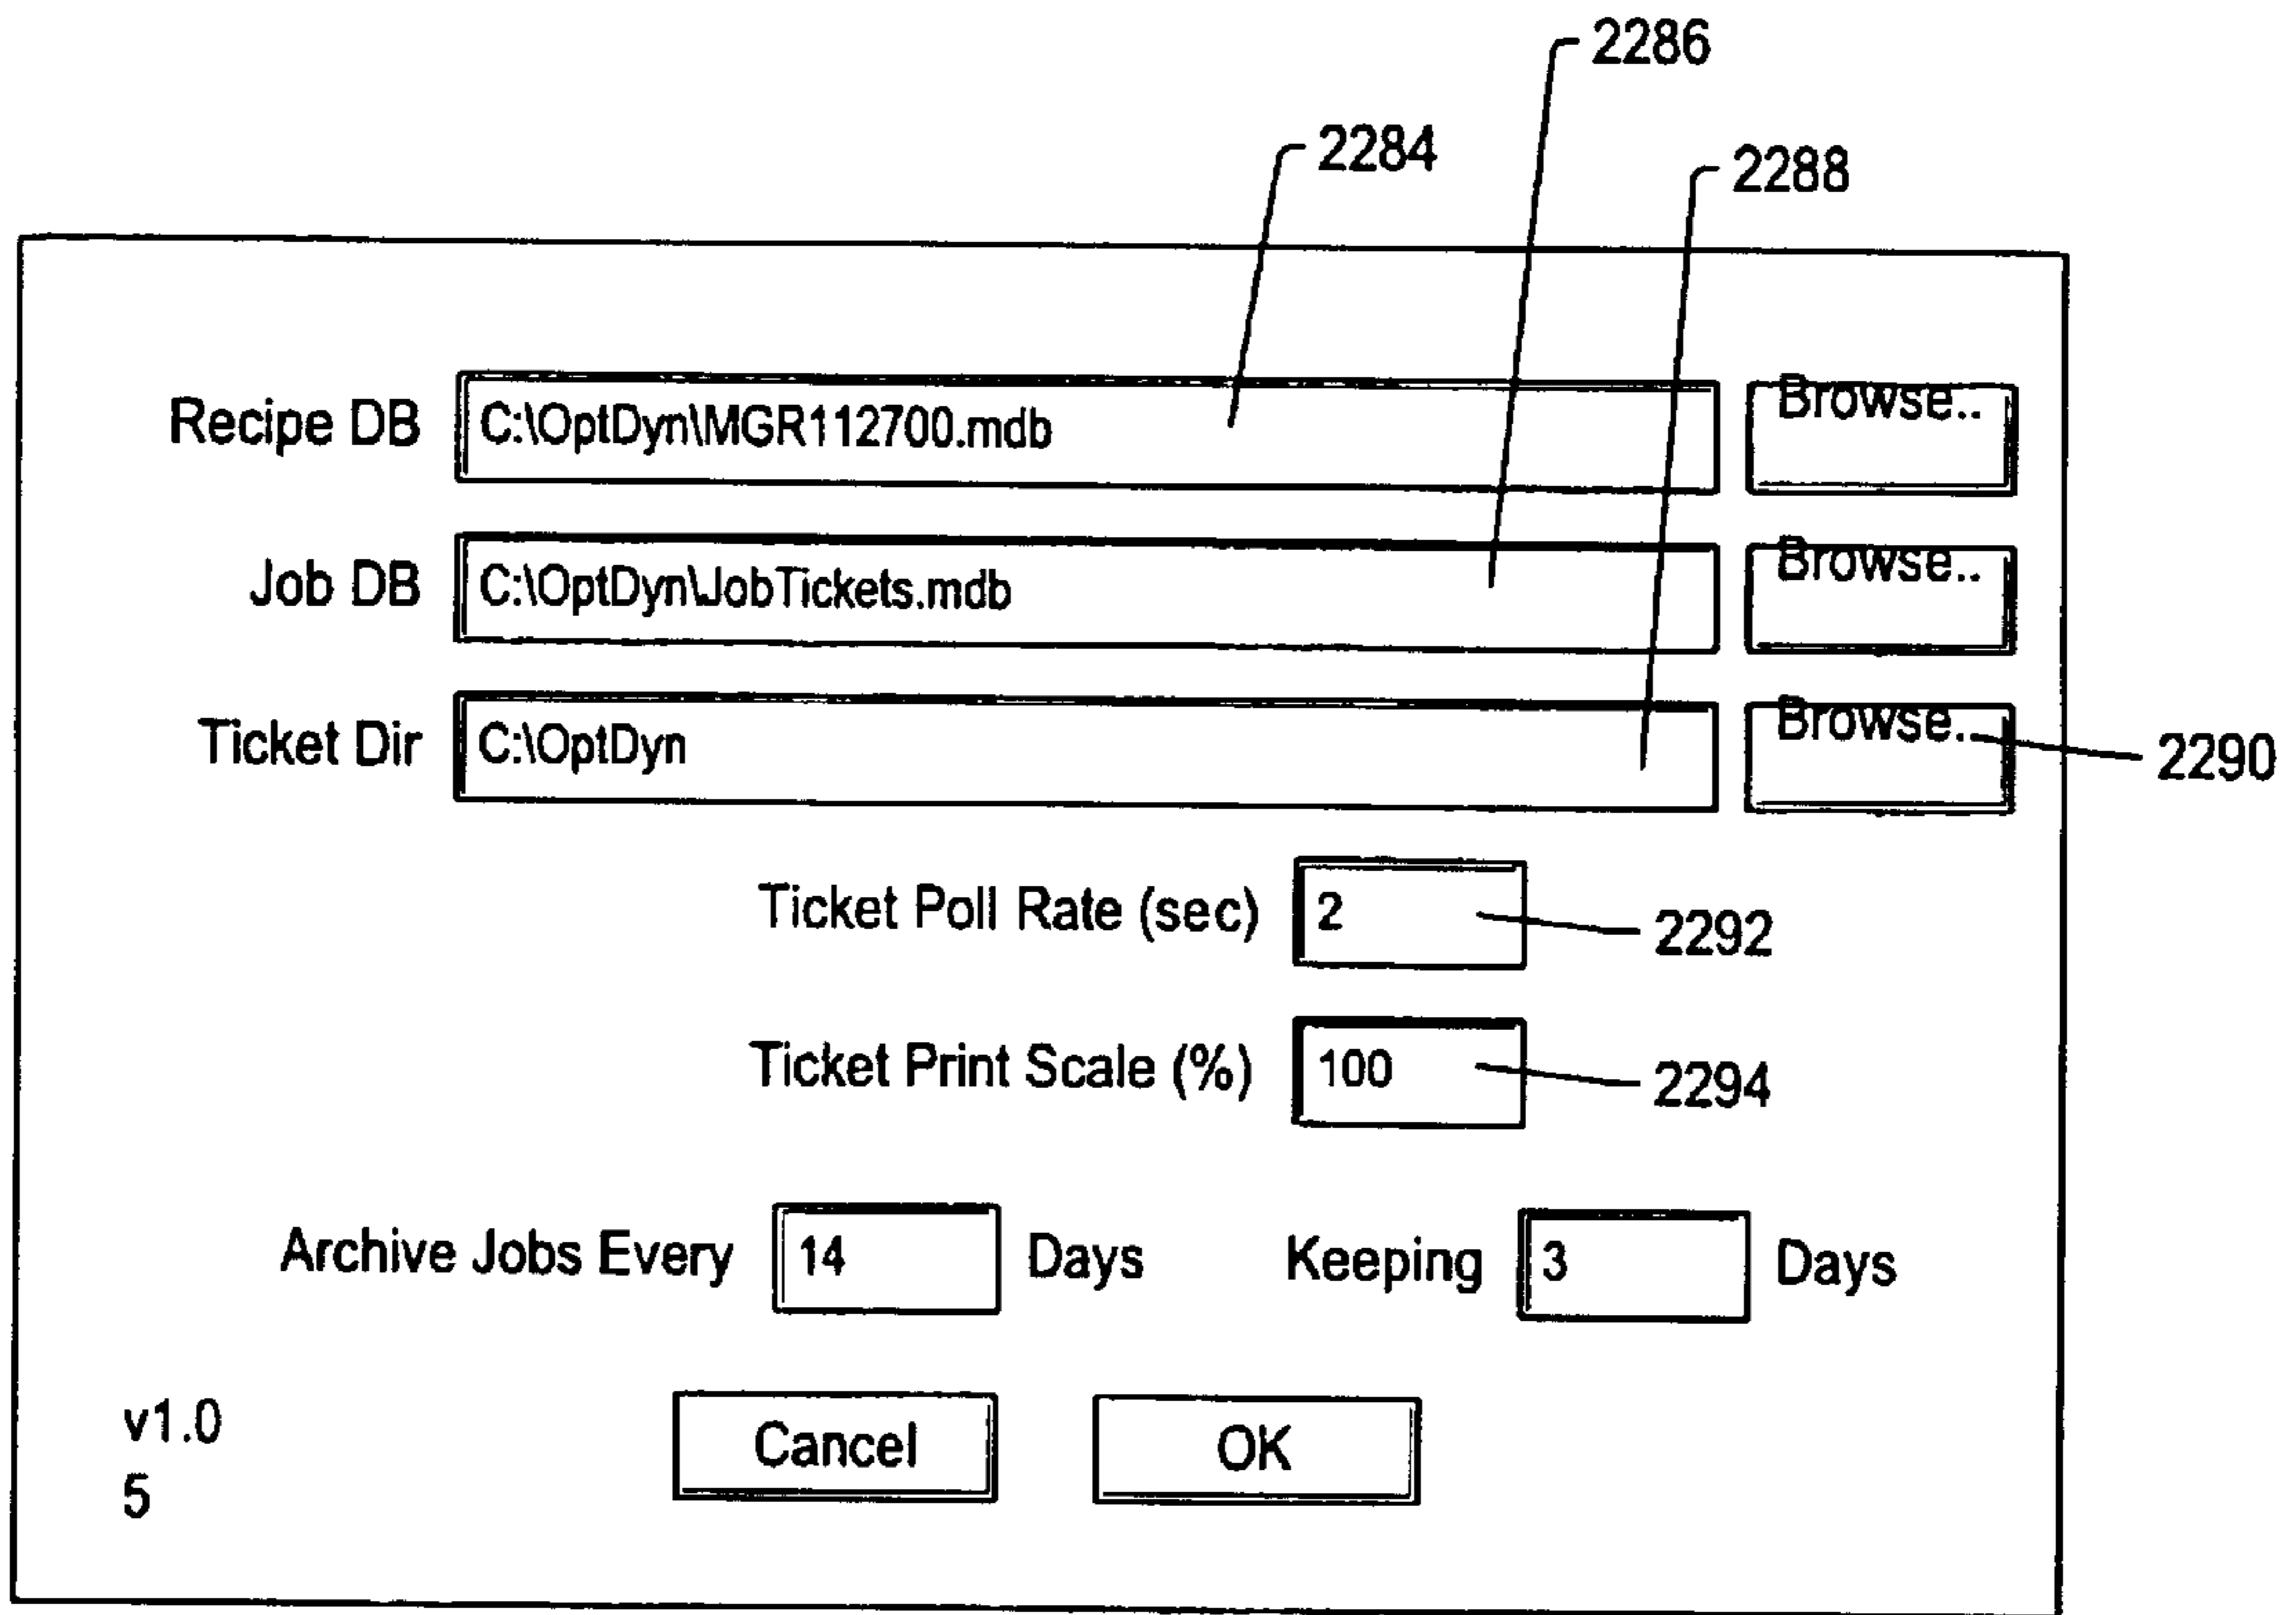 2286
2284
2288
Recipe DB C:\OptDyn\MGR112700.mdb Browse..
Job DB C:\OptDyn\JobTickets.mdb Browse..
Ticket Dir C:\OptDyn Browse..
2290
Ticket Poll Rate (sec) 2 2292
Ticket Print Scale (%) 100 2294
Archive Jobs Every 14 Days Keeping 3 Days
v1.0
5
Cancel OK